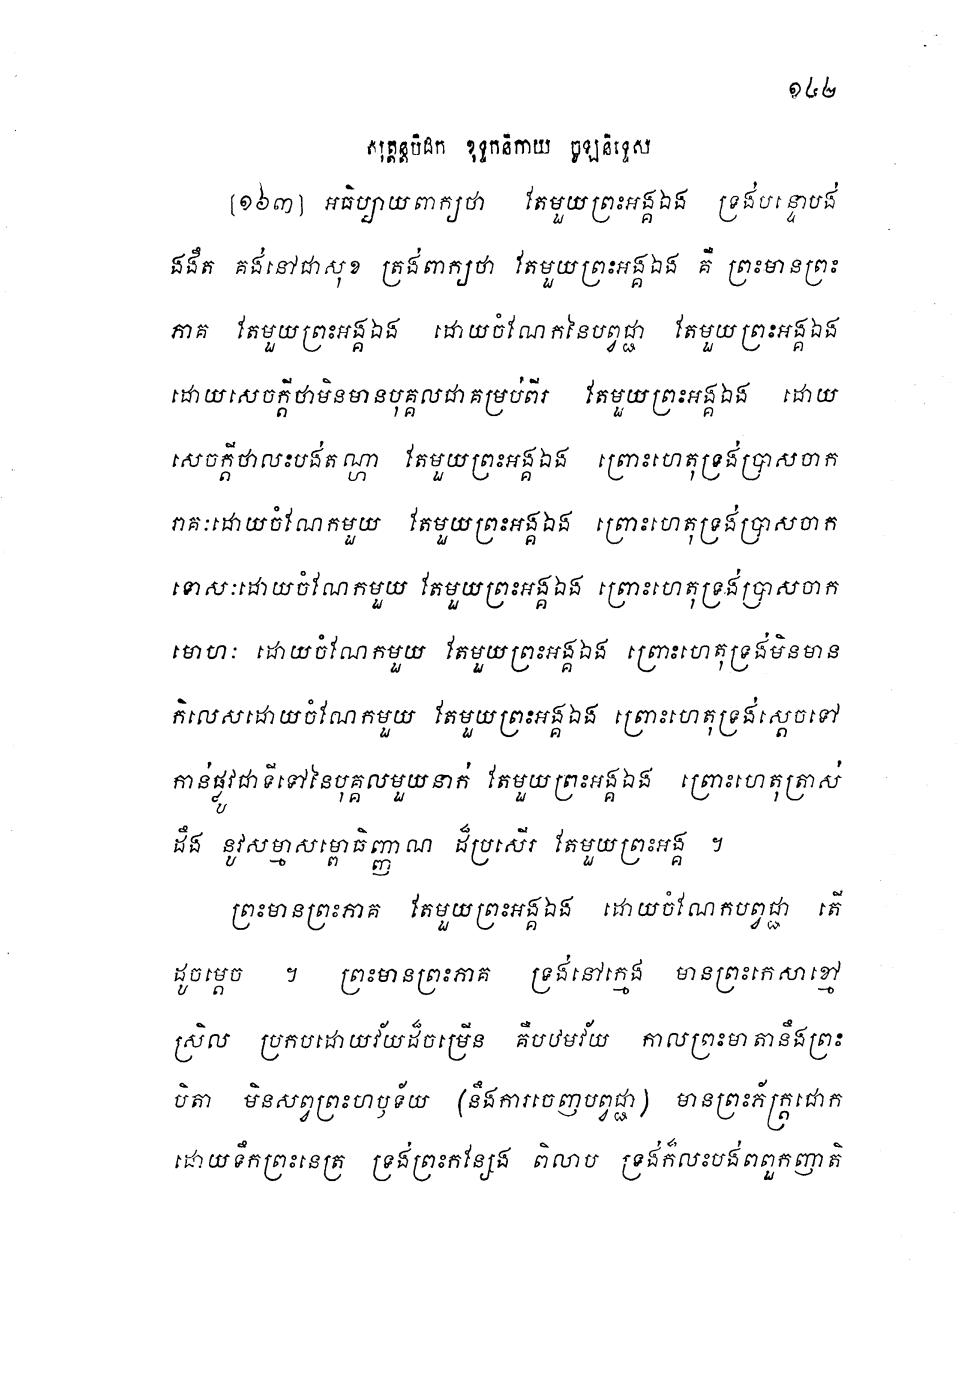 ១៤២
សុត្តន្តបិដក ខុទ្ទកនិកាយ ចូឡនិទ្ទេស
[១៦៣] អធិប្បាយពាក្យថា តែមួយព្រះអង្គឯង ទ្រង់បន្ទោបង់
ងងឹត គង់នៅជាសុខ ត្រង់ពាក្យថា តែមួយព្រះអង្គឯង គឺ ព្រះមានព្រះ
ភាគ តែមួយព្រះអង្គឯង ដោយចំណែកនៃបព្វជ្ជា តែមួយព្រះអង្គឯង
ដោយសេចក្តីថាមិនមានបុគ្គលជាគម្រប់ពីរ តែមួយព្រះអង្គឯង ដោយ
សេចក្តីថាលះបង់តណ្ហា តែមួយព្រះអង្គឯង ព្រោះហេតុទ្រង់ប្រាសចាក
រាគៈដោយចំណែកមួយ តែមួយព្រះអង្គឯង ព្រោះហេតុទ្រង់ប្រាសចាក
ទោសៈដោយចំណែកមួយ តែមួយព្រះអង្គឯង ព្រោះហេតុទ្រង់ប្រាសចាក
មោហៈ ដោយចំណែកមួយ តែមួយព្រះអង្គឯង ព្រោះហេតុទ្រង់មិនមាន
កិលេសដោយចំណែកមួយ តែមួយព្រះអង្គឯង ព្រោះហេតុទ្រង់ស្តេចទៅ
កាន់ផ្លូវជាទីទៅនៃបុគ្គលមួយនាក់ តែមួយព្រះអង្គឯង ព្រោះហេតុត្រាស់
ដឹង នូវសម្មាសម្ពោធិញ្ញាណ ដ៏ប្រសើរ តែមួយព្រះអង្គ ។
ព្រះមានព្រះភាគ តែមួយព្រះអង្គឯង ដោយចំណែកបព្វជ្ជា តើ
ដូចម្តេច ។ ព្រះមានព្រះភាគ ទ្រង់នៅក្មេង មានព្រះកេសាខ្មៅ
ស្រិល ប្រកបដោយវ័យដ៏ចម្រើន គឺបឋមវ័យ កាលព្រះមាតានឹងព្រះ
បិតា មិនសព្វព្រះហឫទ័យ (នឹងការចេញបព្វជ្ជា) មានព្រះភ័ក្ត្រជោក
ដោយទឹកព្រះនេត្រ ទ្រង់ព្រះកន្សែង ពិលាប ទ្រង់ក៏លះបង់ពពួកញាតិ